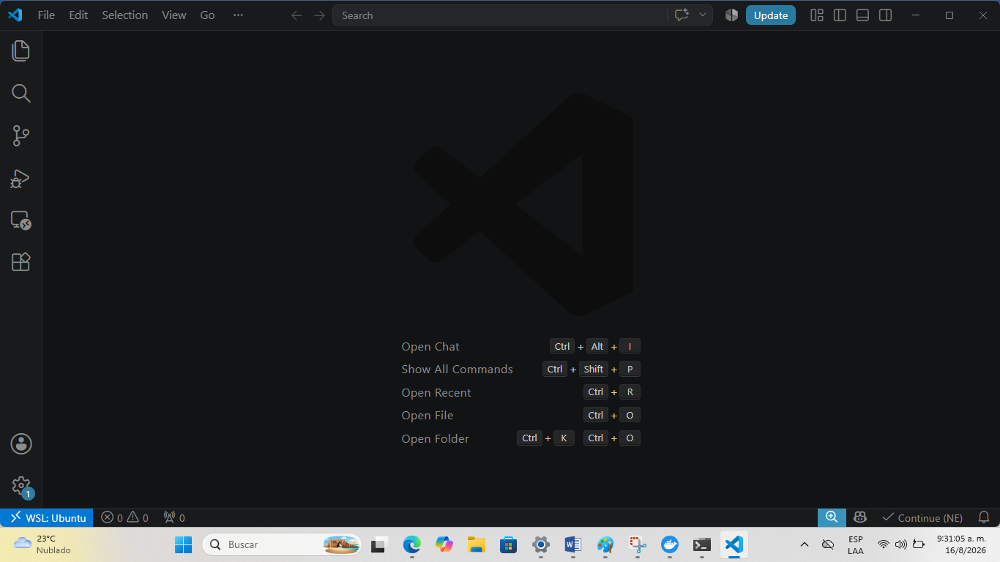 File Edit Selection View Go ··· Search Update
Open Chat Ctrl + Alt + I
Show All Commands Ctrl + Shift + P
Open Recent Ctrl + R
Open File Ctrl + O
Open Folder Ctrl + K Ctrl + O
1
WSL: Ubuntu 0 0 0 Continue (NE)
23°C
Nublado
Buscar
ESP
LAA
9:31:05 a. m.
16/8/2026